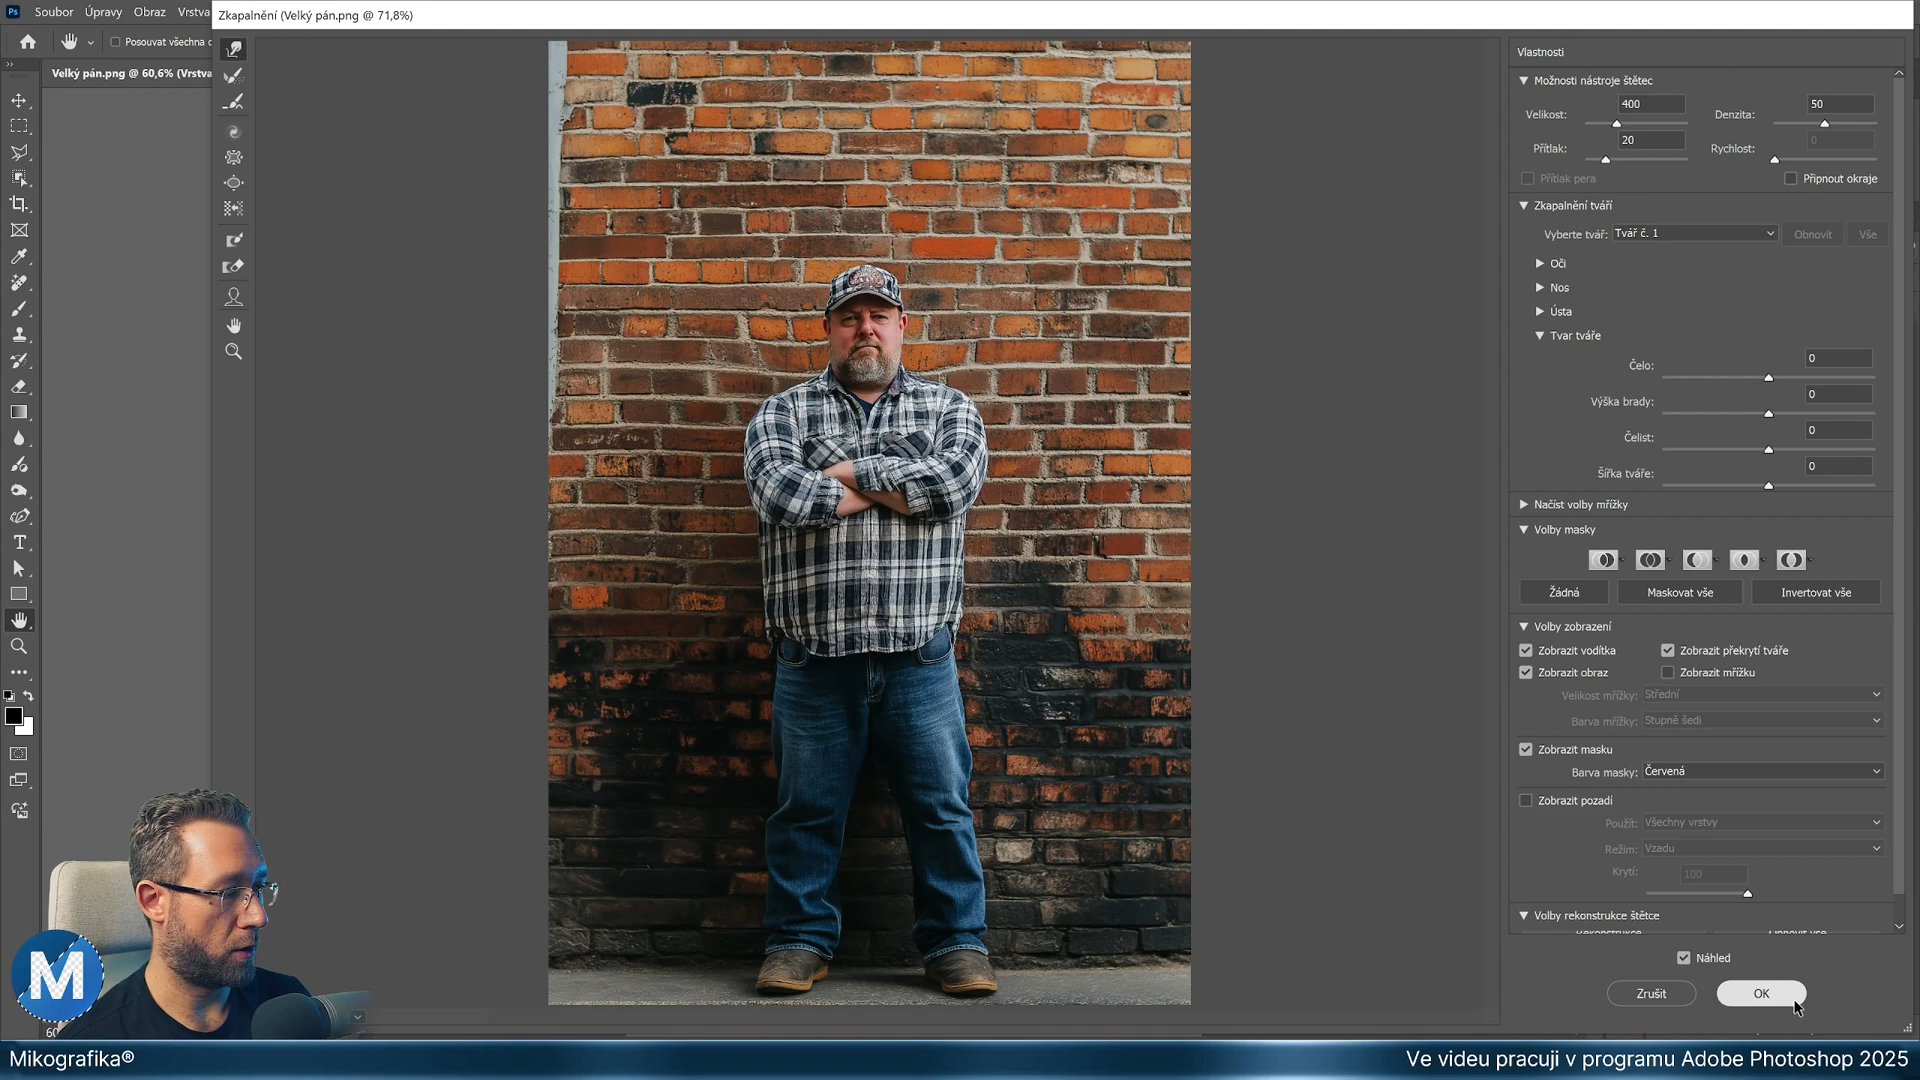 Ps Soubor Úpravy Obraz Vrstva
Zkapalnění (Velký pán.png @ 71,8%)
Posouvat všechna
Velký pán.png @ 60,6% (Vrstva
Vlastnosti
Možnosti nástroje štětec
Velikost: 400 Denzita: 50
Přítlak: 20 Rychlost: 0
Přítlak pera Připnout okraje
Zkapalnění tváří
Vyberte tvář: Tvář č. 1 Obnovit Vše
Oči
Nos
Ústa
Tvar tváře
Čelo: 0
Výška brady: 0
Čelist: 0
Šířka tváře: 0
Načíst volby mřížky
Volby masky
Žádná Maskovat vše Invertovat vše
Volby zobrazení
Zobrazit vodítka Zobrazit překrytí tváře
Zobrazit obraz Zobrazit mřížku
Velikost mřížky: Střední
Barva mřížky: Stupně šedi
Zobrazit masku
Barva masky: Červená
Zobrazit pozadí
Použít: Všechny vrstvy
Režim: Vzadu
Krytí: 100
Volby rekonstrukce štětce
Náhled
Zrušit OK
M
Mikografika®
Ve videu pracuji v programu Adobe Photoshop 2025